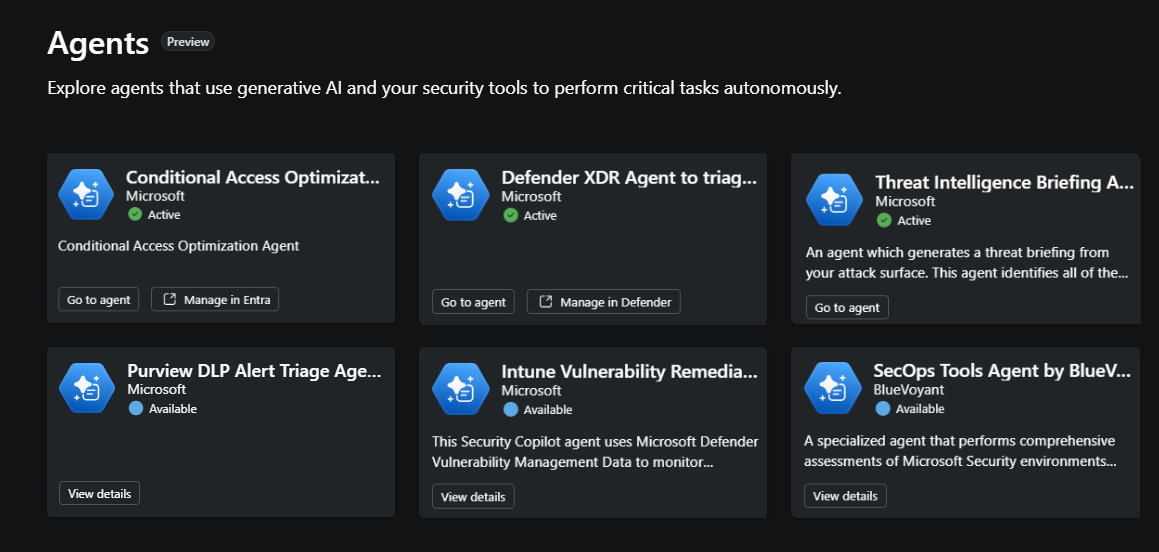 Agents Preview
Explore agents that use generative AI and your security tools to perform critical tasks autonomously.
Conditional Access Optimizat...
Microsoft
Active
Conditional Access Optimization Agent
Go to agent Manage in Entra
Defender XDR Agent to triag...
Microsoft
Active
Go to agent Manage in Defender
Threat Intelligence Briefing A...
Microsoft
Active
An agent which generates a threat briefing from
your attack surface. This agent identifies all of the...
Go to agent
Purview DLP Alert Triage Age...
Microsoft
Available
View details
Intune Vulnerability Remedia...
Microsoft
Available
This Security Copilot agent uses Microsoft Defender
Vulnerability Management Data to monitor...
View details
SecOps Tools Agent by BlueV...
BlueVoyant
Available
A specialized agent that performs comprehensive
assessments of Microsoft Security environments...
View details